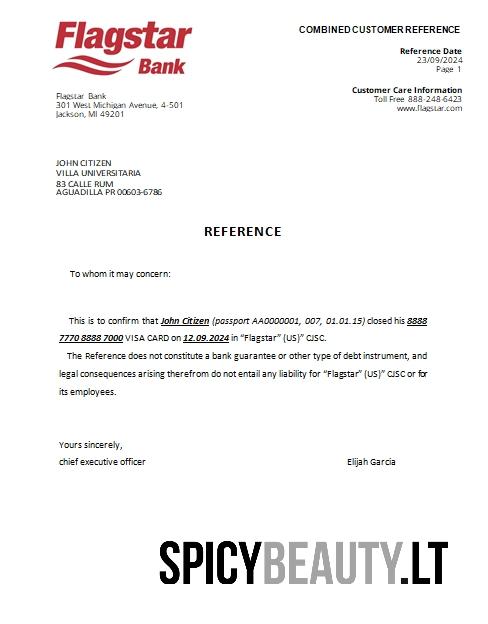 Flagstar
Bank
COMBINED CUSTOMER REFERENCE
Reference Date
23/09/2024
Page 1
Customer Care Information
Toll Free 888-248-6423
www.flagstar.com
Flagstar Bank
301 West Michigan Avenue, 4-501
Jackson, MI 49201
JOHN CITIZEN
VILLA UNIVERSITARIA
83 CALLE RUM
AGUADILLA PR 00603-6786
REFERENCE
To whom it may concern:
This is to confirm that John Citizen (passport AA0000001, 007, 01.01.15) closed his 8888
7770 8888 7000 VISA CARD on 12.09.2024 in “Flagstar” (US)” CJSC.
The Reference does not constitute a bank guarantee or other type of debt instrument, and
legal consequences arising therefrom do not entail any liability for “Flagstar” (US)” CJSC or for
its employees.
Yours sincerely,
chief executive officer Elijah Garcia
SPICYBEAUTY.LT